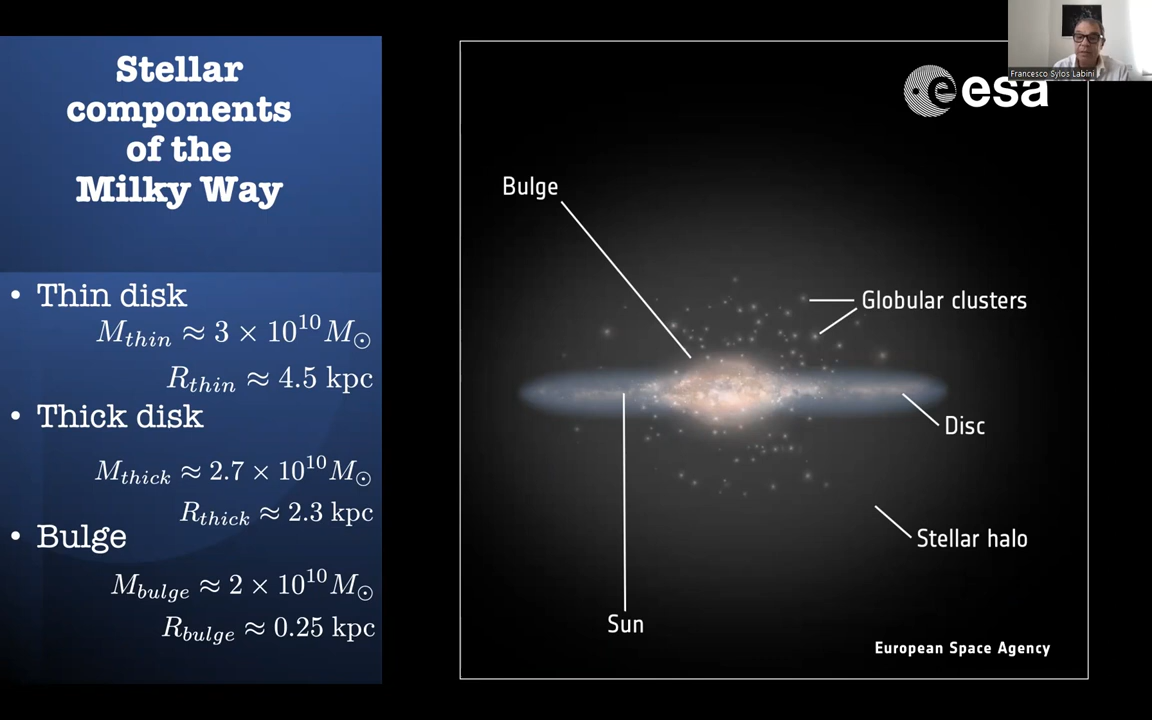 Stellar
components
of the
Milky Way
• Thin disk
M_thin ≈ 3 × 10^10 M_⊙
R_thin ≈ 4.5 kpc
• Thick disk
M_thick ≈ 2.7 × 10^10 M_⊙
R_thick ≈ 2.3 kpc
• Bulge
M_bulge ≈ 2 × 10^10 M_⊙
R_bulge ≈ 0.25 kpc
Francesco Sylos Labini
esa
Bulge
Globular clusters
Disc
Stellar halo
Sun
European Space Agency